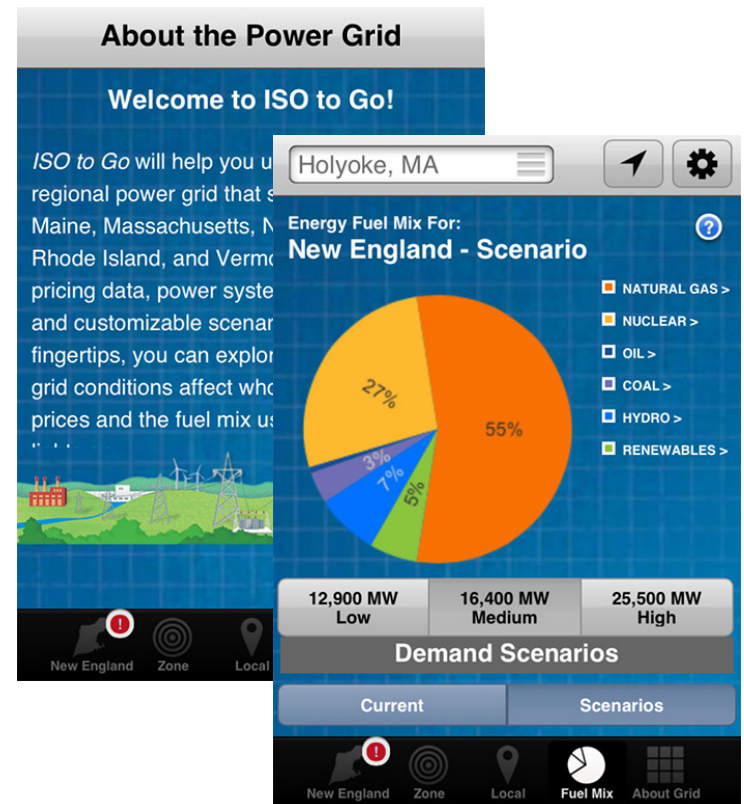 About the Power Grid
Welcome to ISO to Go!
ISO to Go will help you u
regional power grid that s
Maine, Massachusetts, N
Rhode Island, and Vermo
pricing data, power syste
and customizable scenar
fingertips, you can explor
grid conditions affect who
prices and the fuel mix us
New England
Zone
Local
Holyoke, MA
Energy Fuel Mix For:
?
New England - Scenario
NATURAL GAS >
NUCLEAR >
OIL >
COAL >
HYDRO >
RENEWABLES >
27%
55%
3%
7%
5%
12,900 MW
Low
16,400 MW
Medium
25,500 MW
High
Demand Scenarios
Current
Scenarios
New England
Zone
Local
Fuel Mix
About Grid